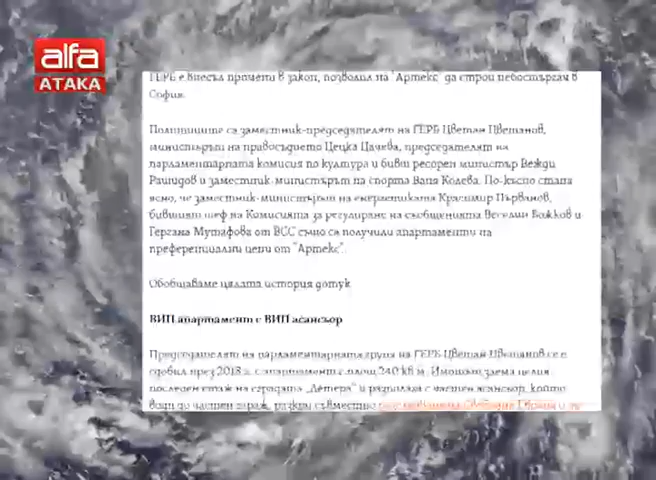 alfa
АТАКА
ГЕРБ е внесъл промени в закон, позволил на "Артекс" да строи небостъргач в
София.
Политиците са заместник-председателят на ГЕРБ Цветан Цветанов,
министърът на правосъдието Цецка Цачева, председателят на
парламентарната комисия по култура и бивш ресорен министър Вежди
Рашидов и заместник-министърът на спорта Ваня Колева. По-късно стана
ясно, че заместник-министърът на енергетиката Красимир Първанов,
бившият шеф на Комисията за регулиране на съобщенията Веселин Божков и
Гергана Мутафова от ВСС също са получили апартаменти на
преференциални цени от "Артекс".
Обобщаваме цялата история дотук
ВИП апартамент с ВИП асансьор
Председателят на парламентарната група на ГЕРБ Цветан Цветанов се е
сдобил през 2018 г. с апартамент с площ 240 кв м. Имотът заема целия
последен етаж на сградата "Летера" и разполага с частен асансьор, който
води до частен гараж, разкри съвместно